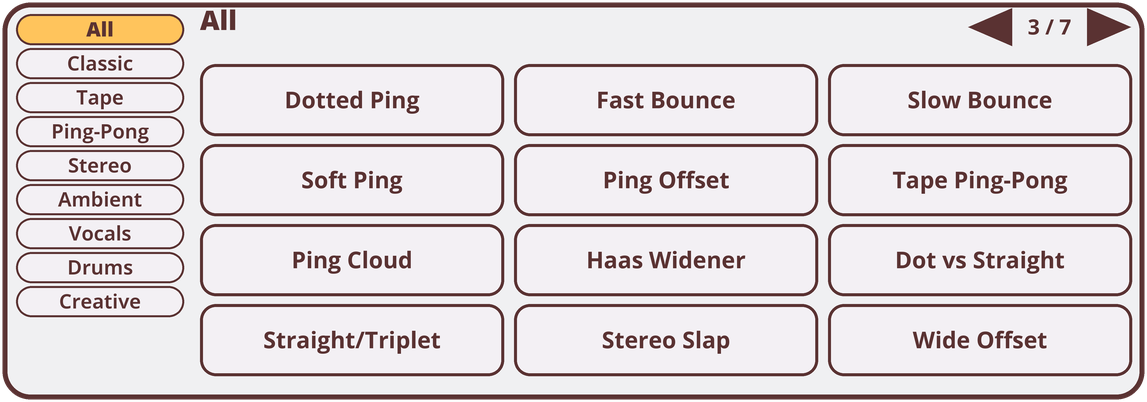 All
Classic
Tape
Ping-Pong
Stereo
Ambient
Vocals
Drums
Creative
All
3 / 7
Dotted Ping
Fast Bounce
Slow Bounce
Soft Ping
Ping Offset
Tape Ping-Pong
Ping Cloud
Haas Widener
Dot vs Straight
Straight/Triplet
Stereo Slap
Wide Offset